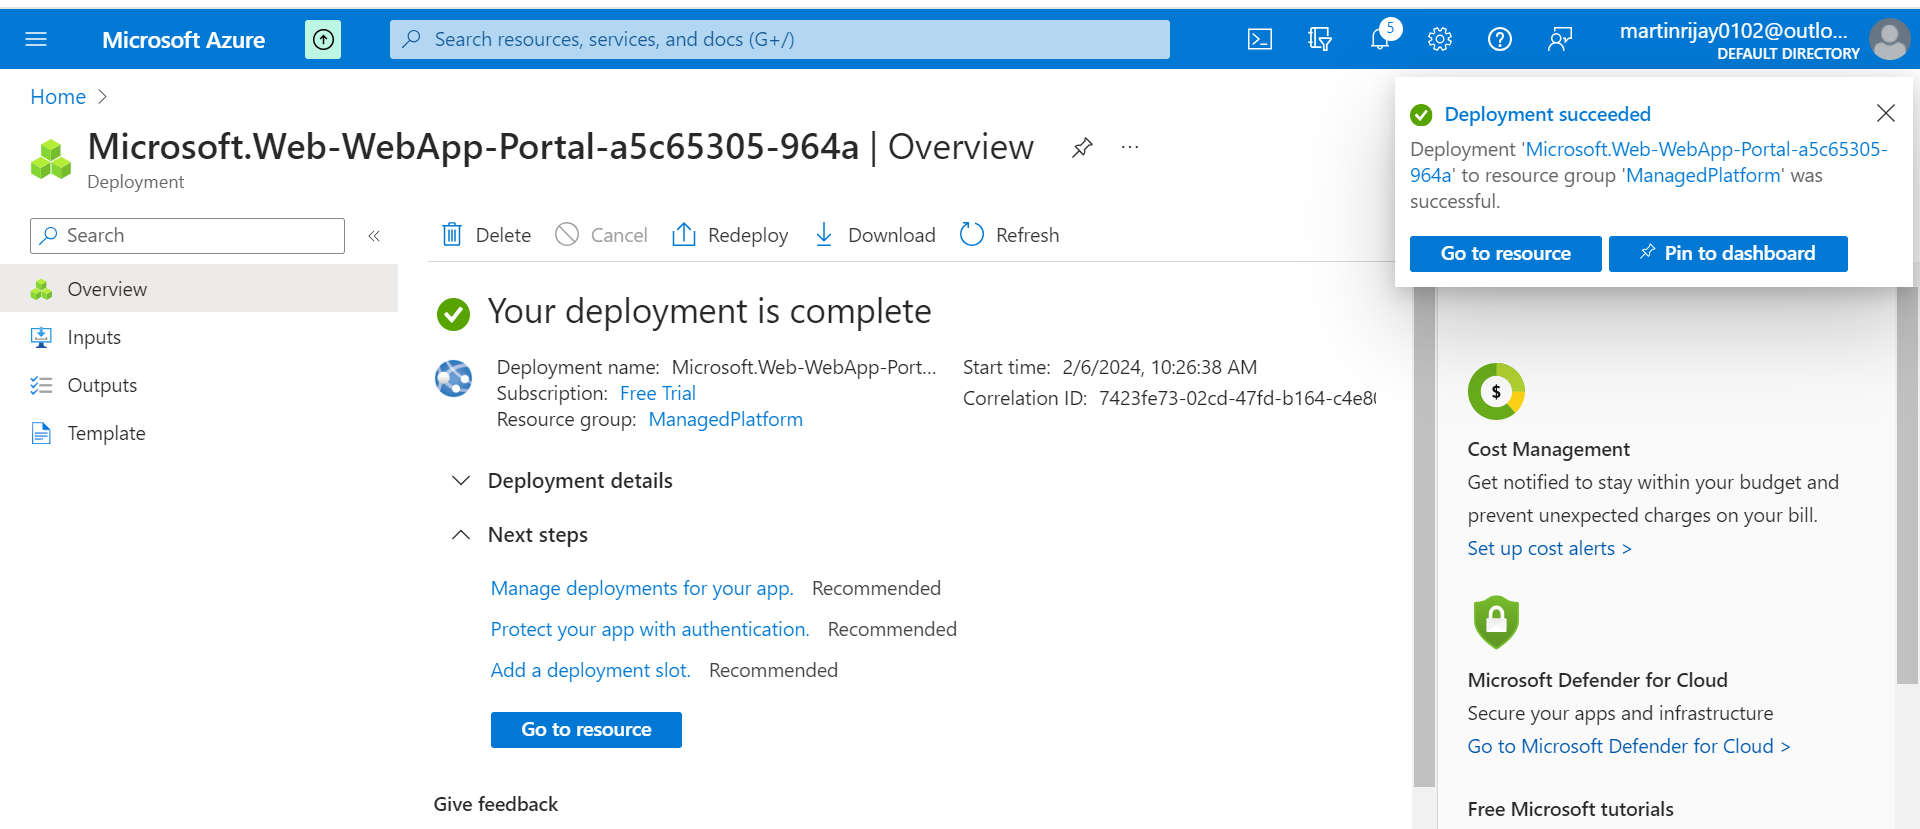 Microsoft Azure
Search resources, services, and docs (G+/)
5
martinrijay0102@outlo...
DEFAULT DIRECTORY
Home
Microsoft.Web-WebApp-Portal-a5c65305-964a | Overview
Deployment
Deployment succeeded
Deployment 'Microsoft.Web-WebApp-Portal-a5c65305-
964a' to resource group 'ManagedPlatform' was
successful.
Go to resource
Pin to dashboard
Search
Overview
Inputs
Outputs
Template
Delete
Cancel
Redeploy
Download
Refresh
Your deployment is complete
Deployment name: Microsoft.Web-WebApp-Port...
Subscription: Free Trial
Resource group: ManagedPlatform
Start time: 2/6/2024, 10:26:38 AM
Correlation ID: 7423fe73-02cd-47fd-b164-c4e80
Deployment details
Next steps
Manage deployments for your app. Recommended
Protect your app with authentication. Recommended
Add a deployment slot. Recommended
Go to resource
Give feedback
$
Cost Management
Get notified to stay within your budget and
prevent unexpected charges on your bill.
Set up cost alerts >
Microsoft Defender for Cloud
Secure your apps and infrastructure
Go to Microsoft Defender for Cloud >
Free Microsoft tutorials